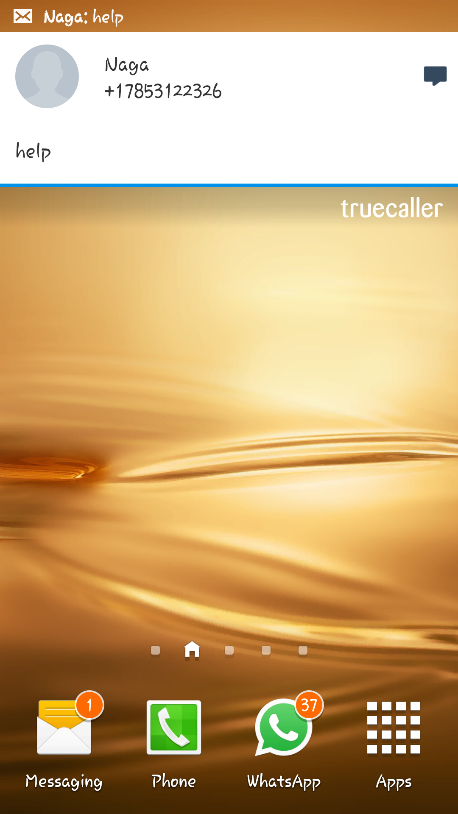 Naga: help
Naga
+17853122326
help
truecaller
1
37
Messaging
Phone
WhatsApp
Apps